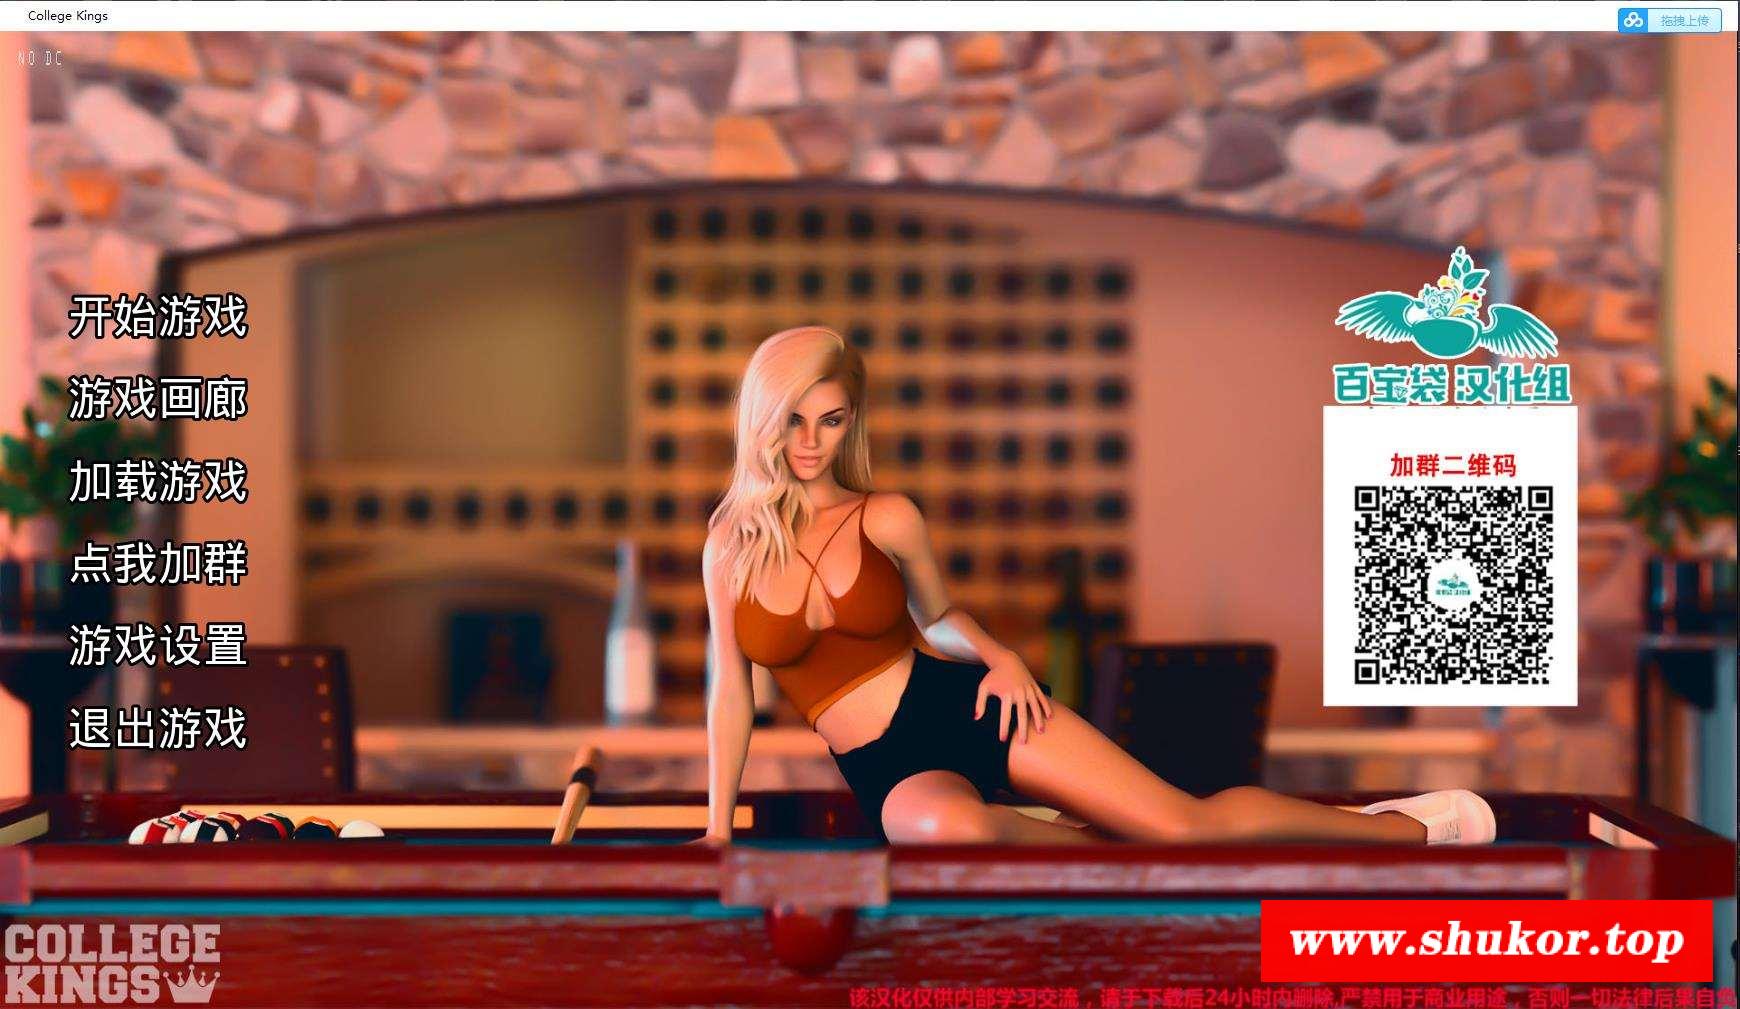 College Kings
拖拽上传
NO DC
开始游戏
游戏画廊
加载游戏
点我加群
游戏设置
退出游戏
百宝袋汉化组
加群二维码
COLLEGE
KINGS
www.shukor.top
该汉化仅供内部学习交流，请于下载后24小时内删除,严禁用于商业用途，否则一切法律后果自负